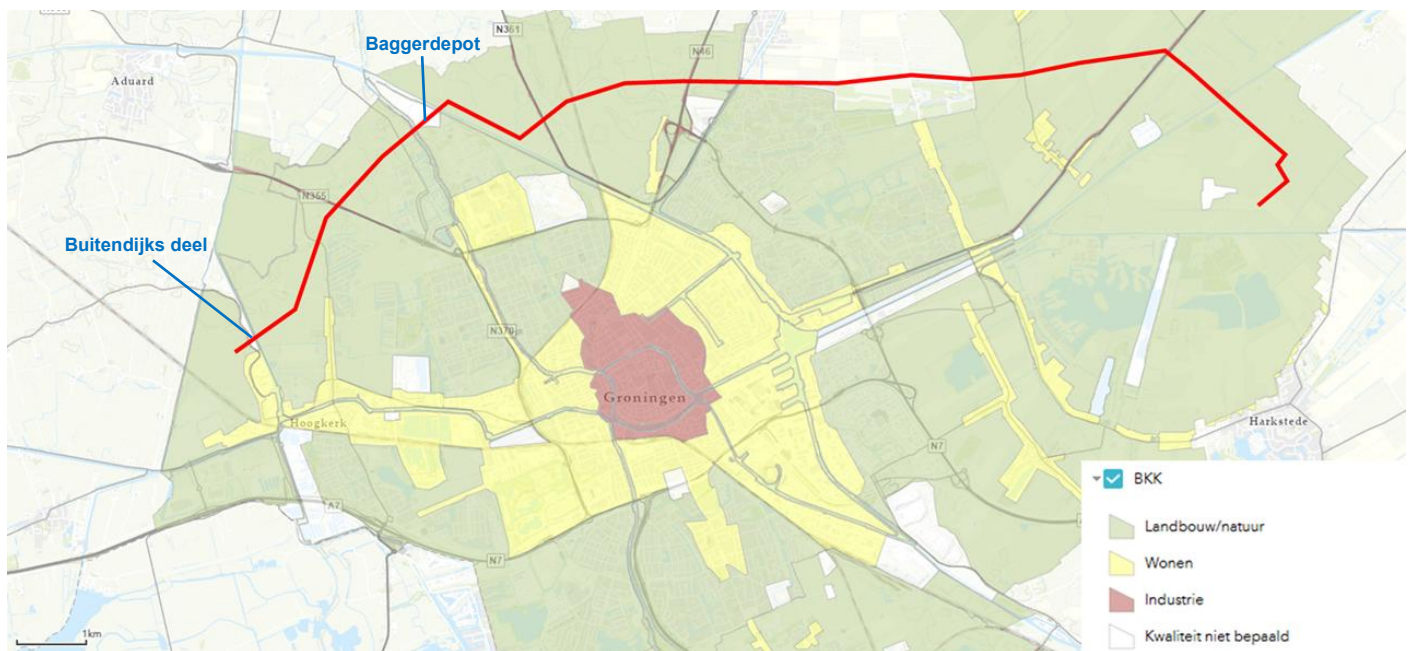 N361
Baggerdepot
N46
Aduard
N355
Buitendijks deel
N370
Groningen
Hoogkerk
Harkstede
N7
A7
N7
BKK
Landbouw/natuur
Wonen
Industrie
Kwaliteit niet bepaald
1km